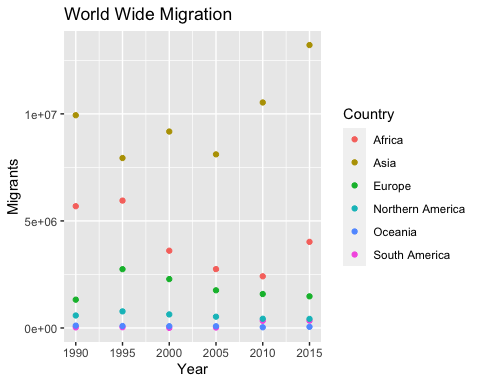 World Wide Migration
1e+07
5e+06
0e+00
Migrants
1990 1995 2000 2005 2010 2015
Year
Country
Africa
Asia
Europe
Northern America
Oceania
South America